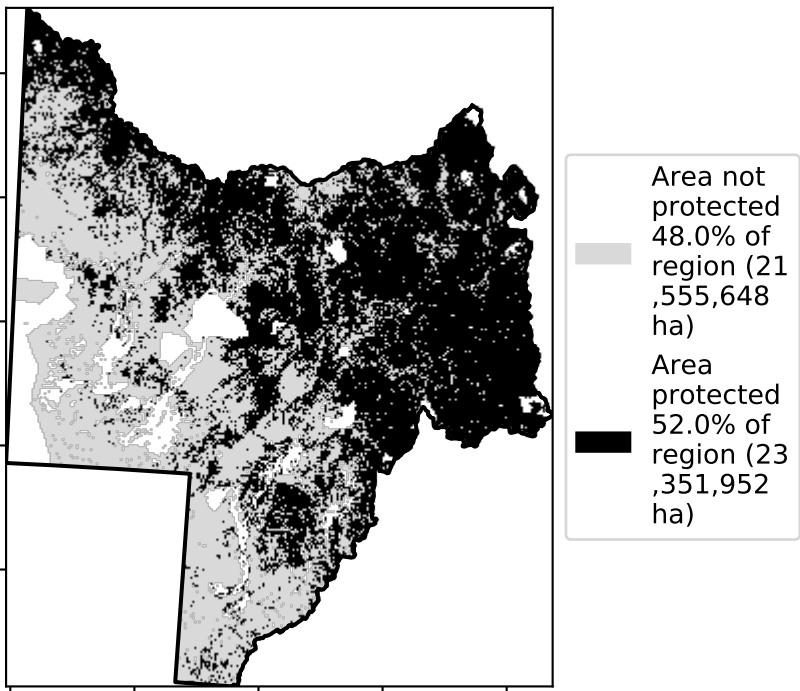 Area not
protected
48.0% of
region (21
,555,648
ha)
Area
protected
52.0% of
region (23
,351,952
ha)